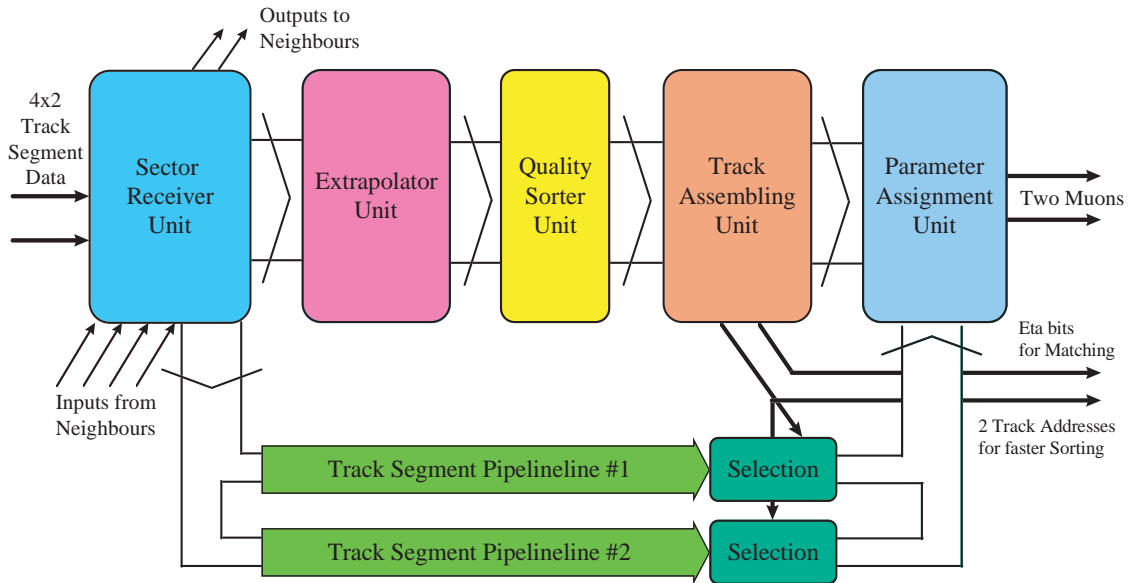 Outputs to
Neighbours
4x2
Track
Segment
Data
Sector
Receiver
Unit
Extrapolator
Unit
Quality
Sorter
Unit
Track
Assembling
Unit
Parameter
Assignment
Unit
Two Muons
Eta bits
for Matching
Inputs from
Neighbours
2 Track Addresses
for faster Sorting
Track Segment Pipelineline #1
Selection
Track Segment Pipelineline #2
Selection